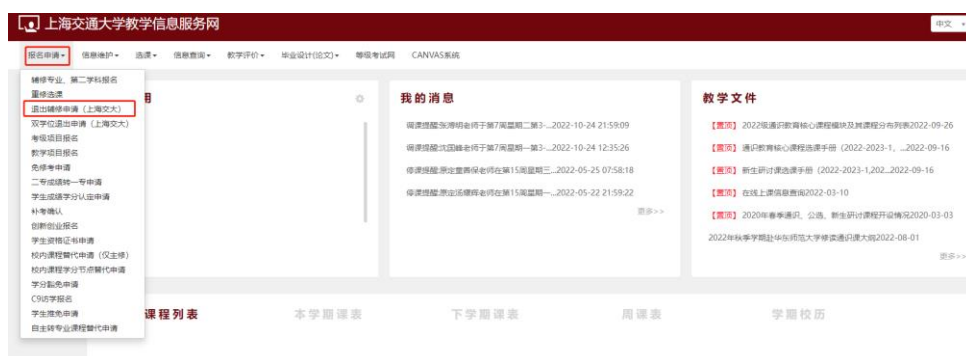 上海交通大学教学信息服务网
中文
报名申请 信息维护 选课 信息查询 教学评价 毕业设计(论文) 等级考试网 CANVAS系统
辅修专业、第二学科报名
重修选课
退出辅修申请（上海交大）
双学位退出申请（上海交大）
考级项目报名
教学项目报名
免修考申请
二专成绩转一专申请
学生成绩学分认定申请
补考确认
创新创业报名
学生资格证书申请
校内课程替代申请（仅主修）
校内课程学分节点替代申请
学分豁免申请
C9访学报名
学生推免申请
自主转专业课程替代申请
用
我的消息
调课提醒:张海明老师于第7周星期二第3-...2022-10-24 21:59:09
调课提醒:沈国峰老师于第7周星期一第3-...2022-10-24 12:35:26
停课提醒:原定童晋保老师在第15周星期三...2022-05-25 07:58:18
停课提醒:原定汤耀辉老师在第15周星期一...2022-05-22 21:59:22
更多>>
教学文件
【置顶】2022级通识教育核心课程模块及其课程分布列表2022-09-26
【置顶】通识教育核心课程选课手册（2022-2023-1，...2022-09-16
【置顶】新生研讨课选课手册（2022-2023-1,202...2022-09-16
【置顶】在线上课信息查询2022-03-10
【置顶】2020年春季通识、公选、新生研讨课程开设情况2020-03-03
2022年秋季学期赴华东师范大学修读通识课大纲2022-08-01
更多>>
课程列表 本学期课表 下学期课表 周课表 学期校历